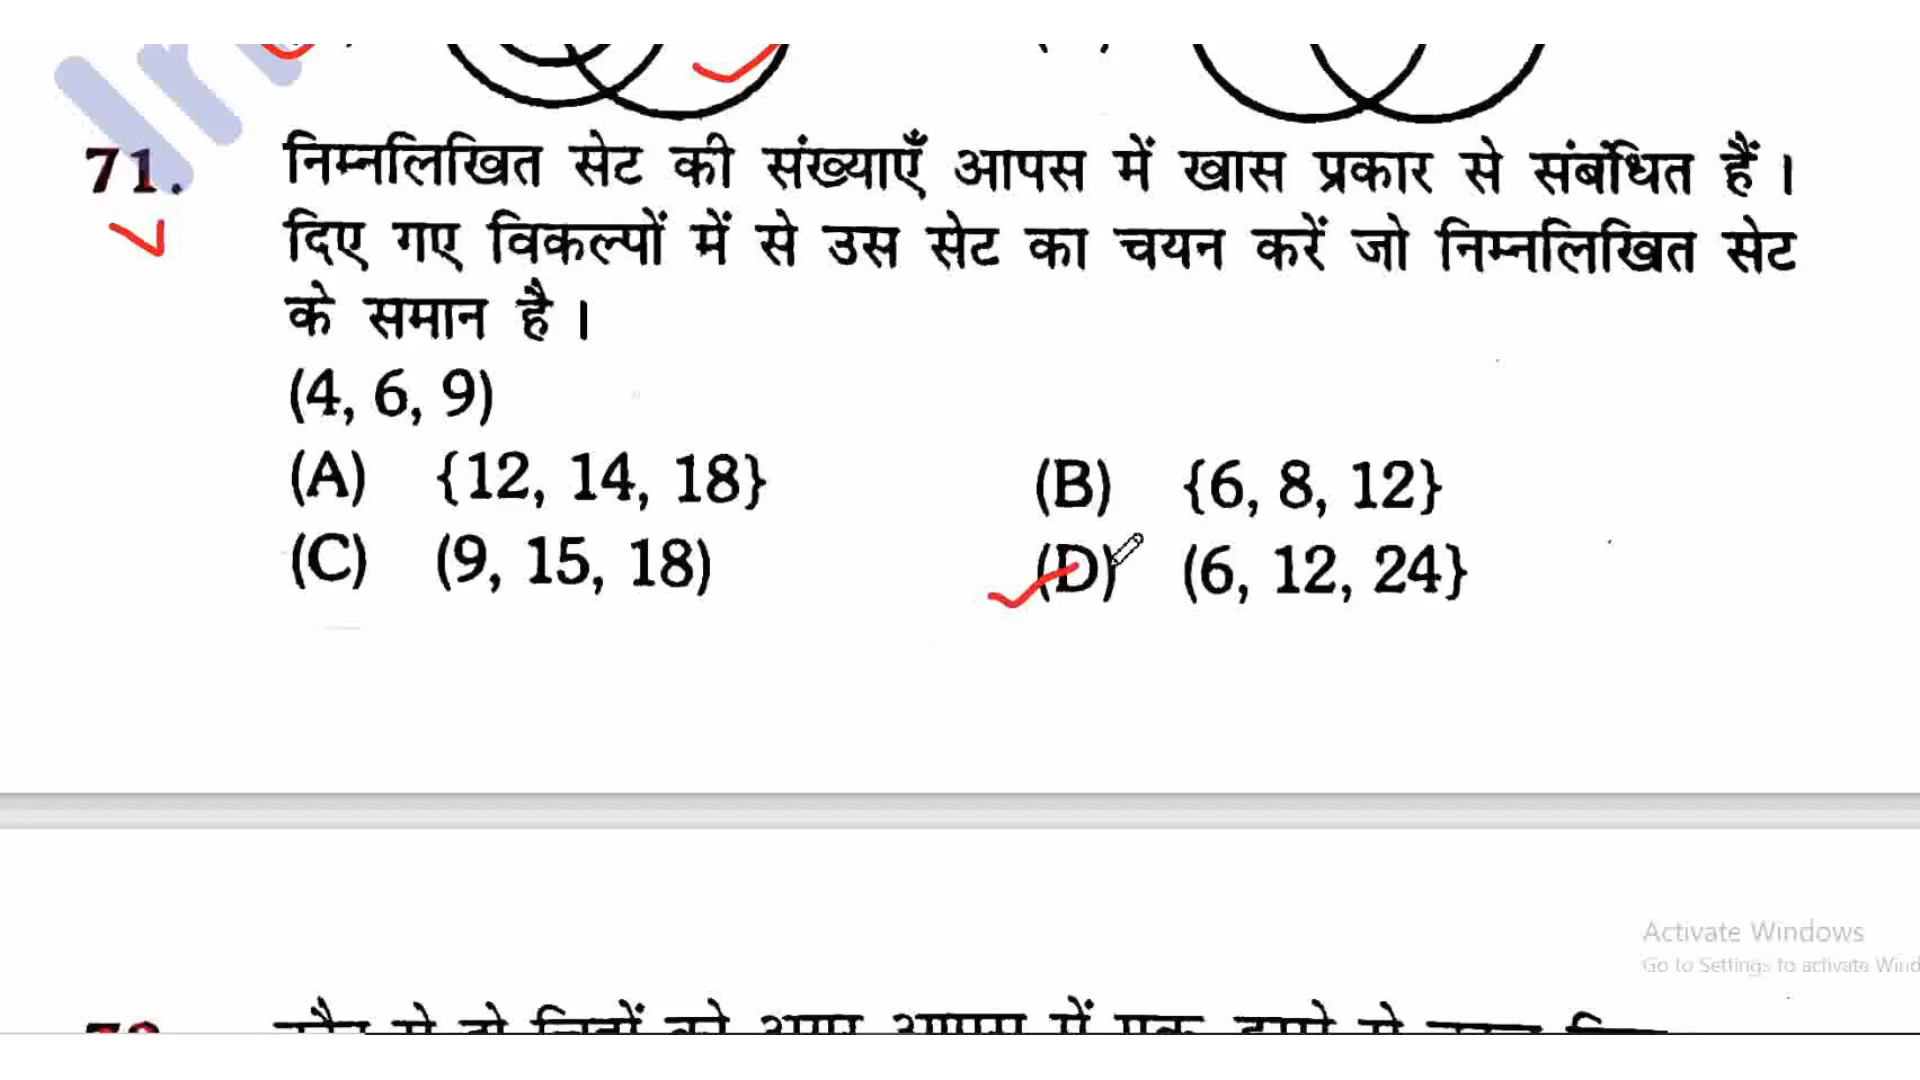 71. निम्नलिखित सेट की संख्याएँ आपस में खास प्रकार से संबंधित हैं।
दिए गए विकल्पों में से उस सेट का चयन करें जो निम्नलिखित सेट
के समान है।
(4, 6, 9)
(A) {12, 14, 18} (B) {6, 8, 12}
(C) (9, 15, 18) (D) (6, 12, 24}
Activate Windows
Go to Settings to activate Wind